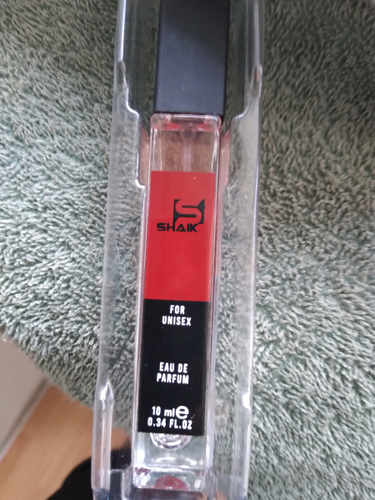 SHAIK
FOR
UNISEX
EAU DE
PARFUM
10 ml℮
0.34 FL.OZ